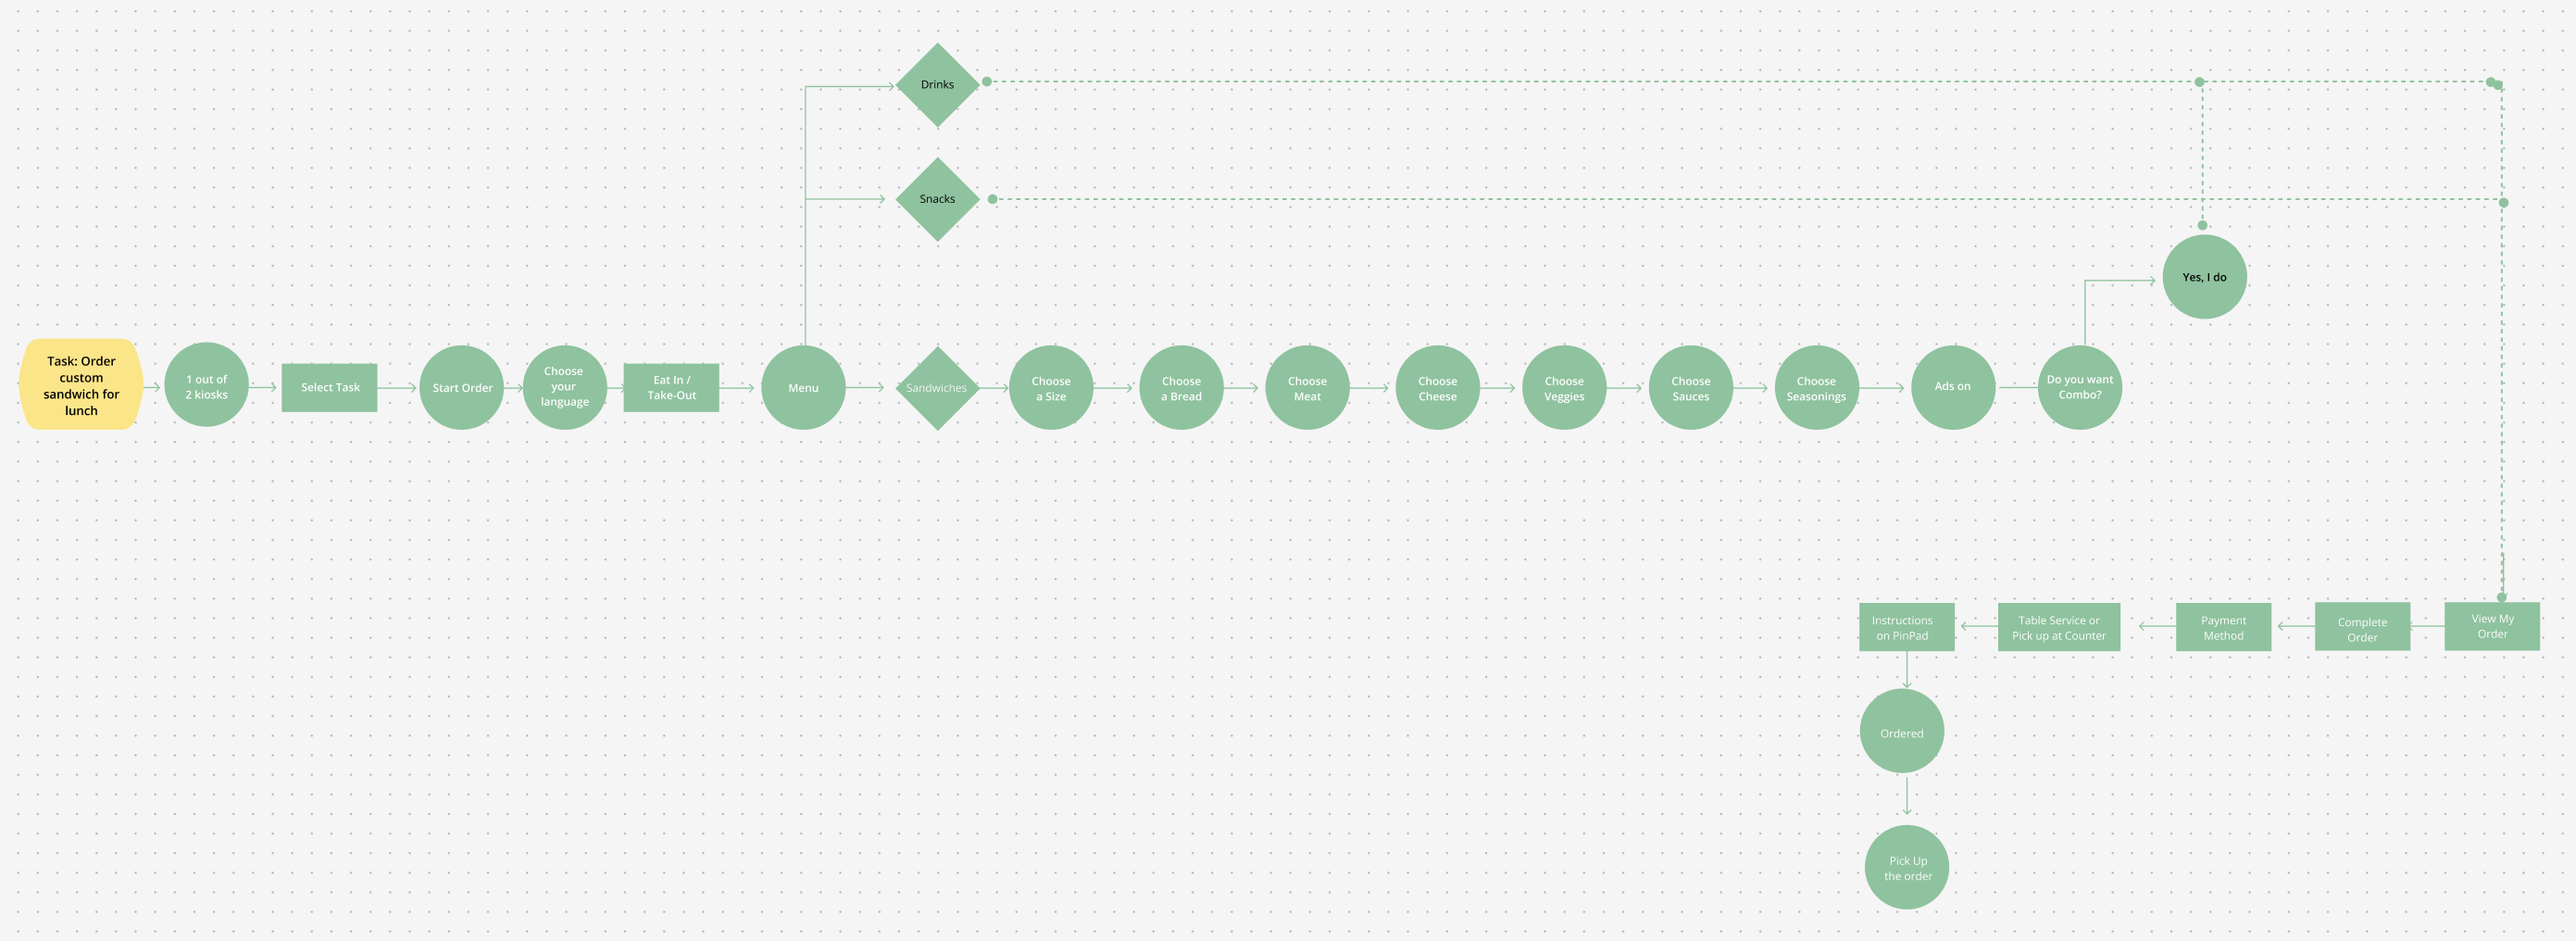 Drinks
Snacks
Yes, I do
Task: Order
custom
sandwich for
lunch
1 out of
2 kiosks
Select Task
Start Order
Choose
your
language
Eat In /
Take-Out
Menu
Sandwiches
Choose
a Size
Choose
a Bread
Choose
Meat
Choose
Cheese
Choose
Veggies
Choose
Sauces
Choose
Seasonings
Ads on
Do you want
Combo?
Instructions
on PinPad
Table Service or
Pick up at Counter
Payment
Method
Complete
Order
View My
Order
Ordered
Pick Up
the order